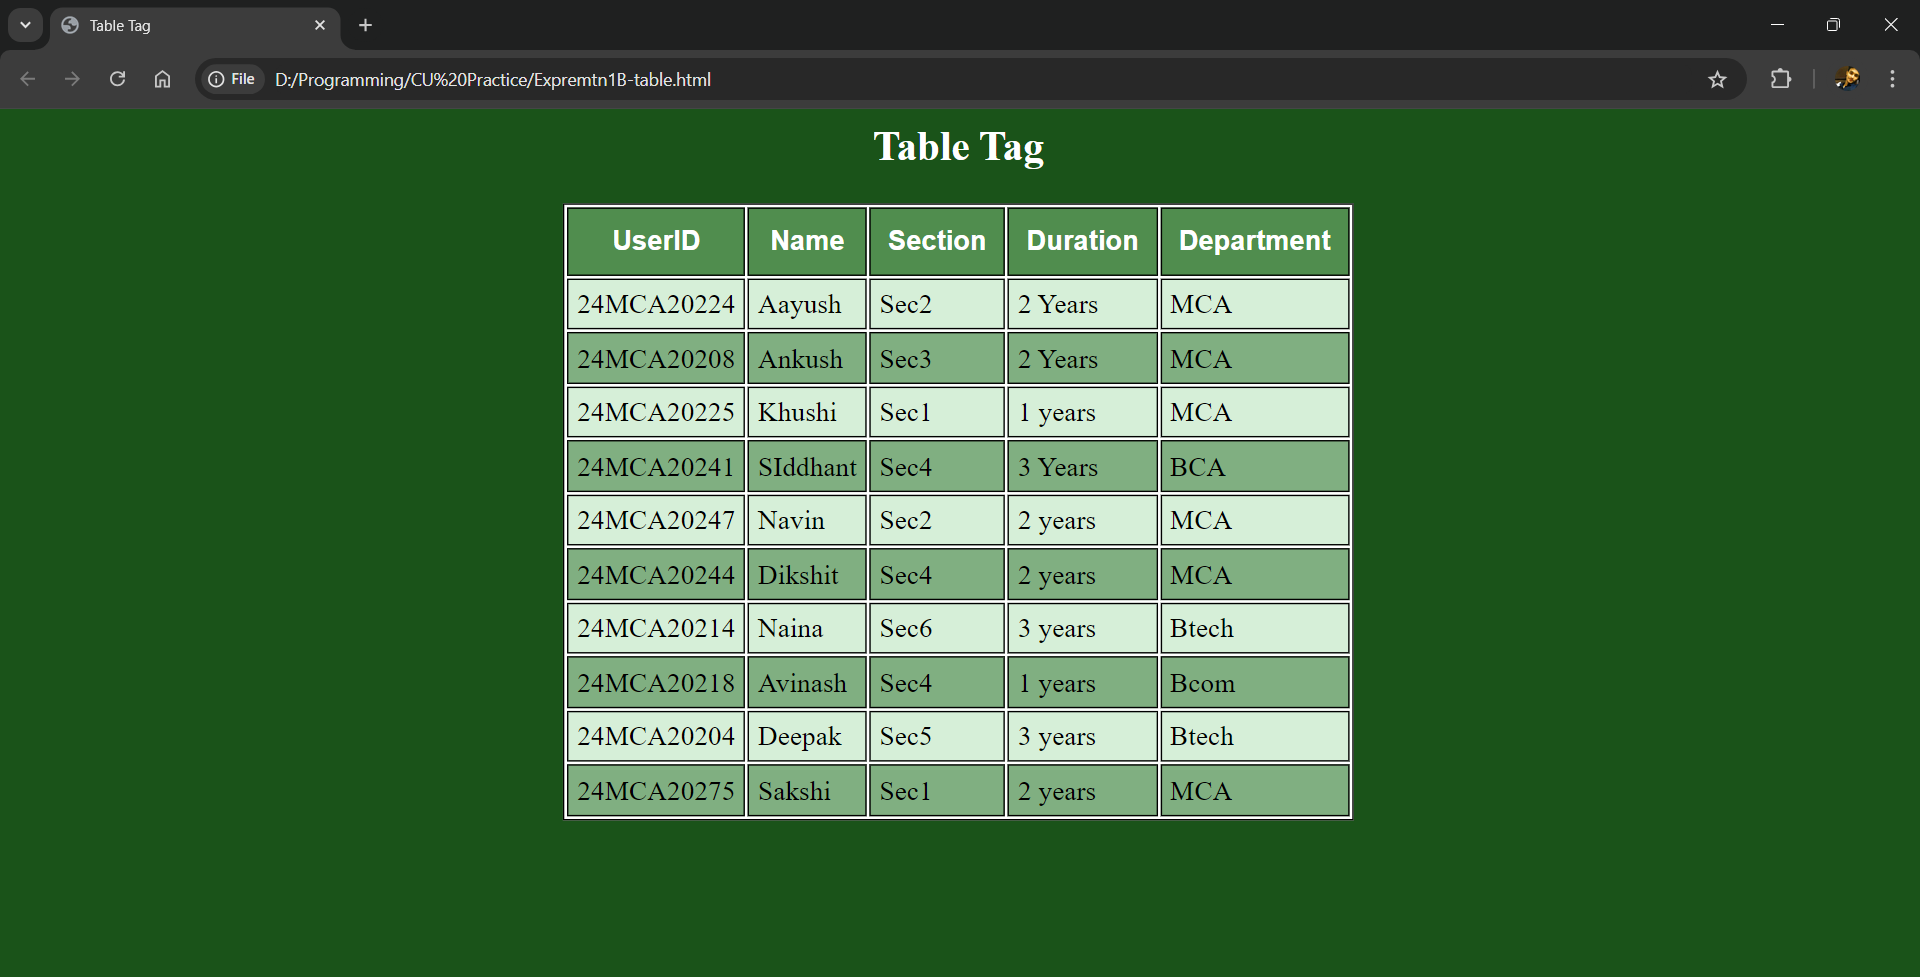 Table Tag
File D:/Programming/CU%20Practice/Expremtn1B-table.html
Table Tag
UserID Name Section Duration Department
24MCA20224 Aayush Sec2 2 Years MCA
24MCA20208 Ankush Sec3 2 Years MCA
24MCA20225 Khushi Sec1 1 years MCA
24MCA20241 SIddhant Sec4 3 Years BCA
24MCA20247 Navin Sec2 2 years MCA
24MCA20244 Dikshit Sec4 2 years MCA
24MCA20214 Naina Sec6 3 years Btech
24MCA20218 Avinash Sec4 1 years Bcom
24MCA20204 Deepak Sec5 3 years Btech
24MCA20275 Sakshi Sec1 2 years MCA